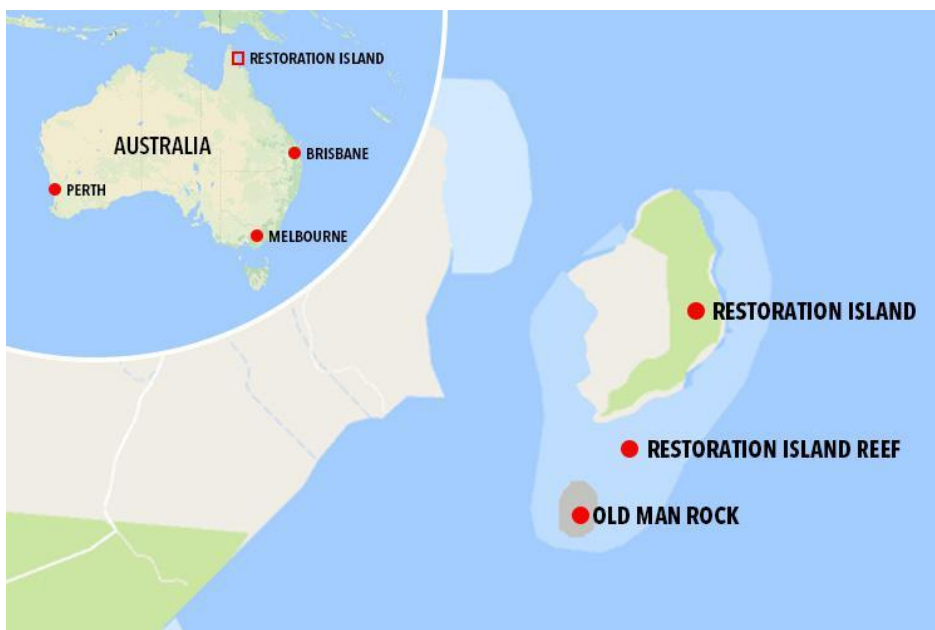 RESTORATION ISLAND
AUSTRALIA
BRISBANE
PERTH
MELBOURNE
RESTORATION ISLAND
RESTORATION ISLAND REEF
OLD MAN ROCK